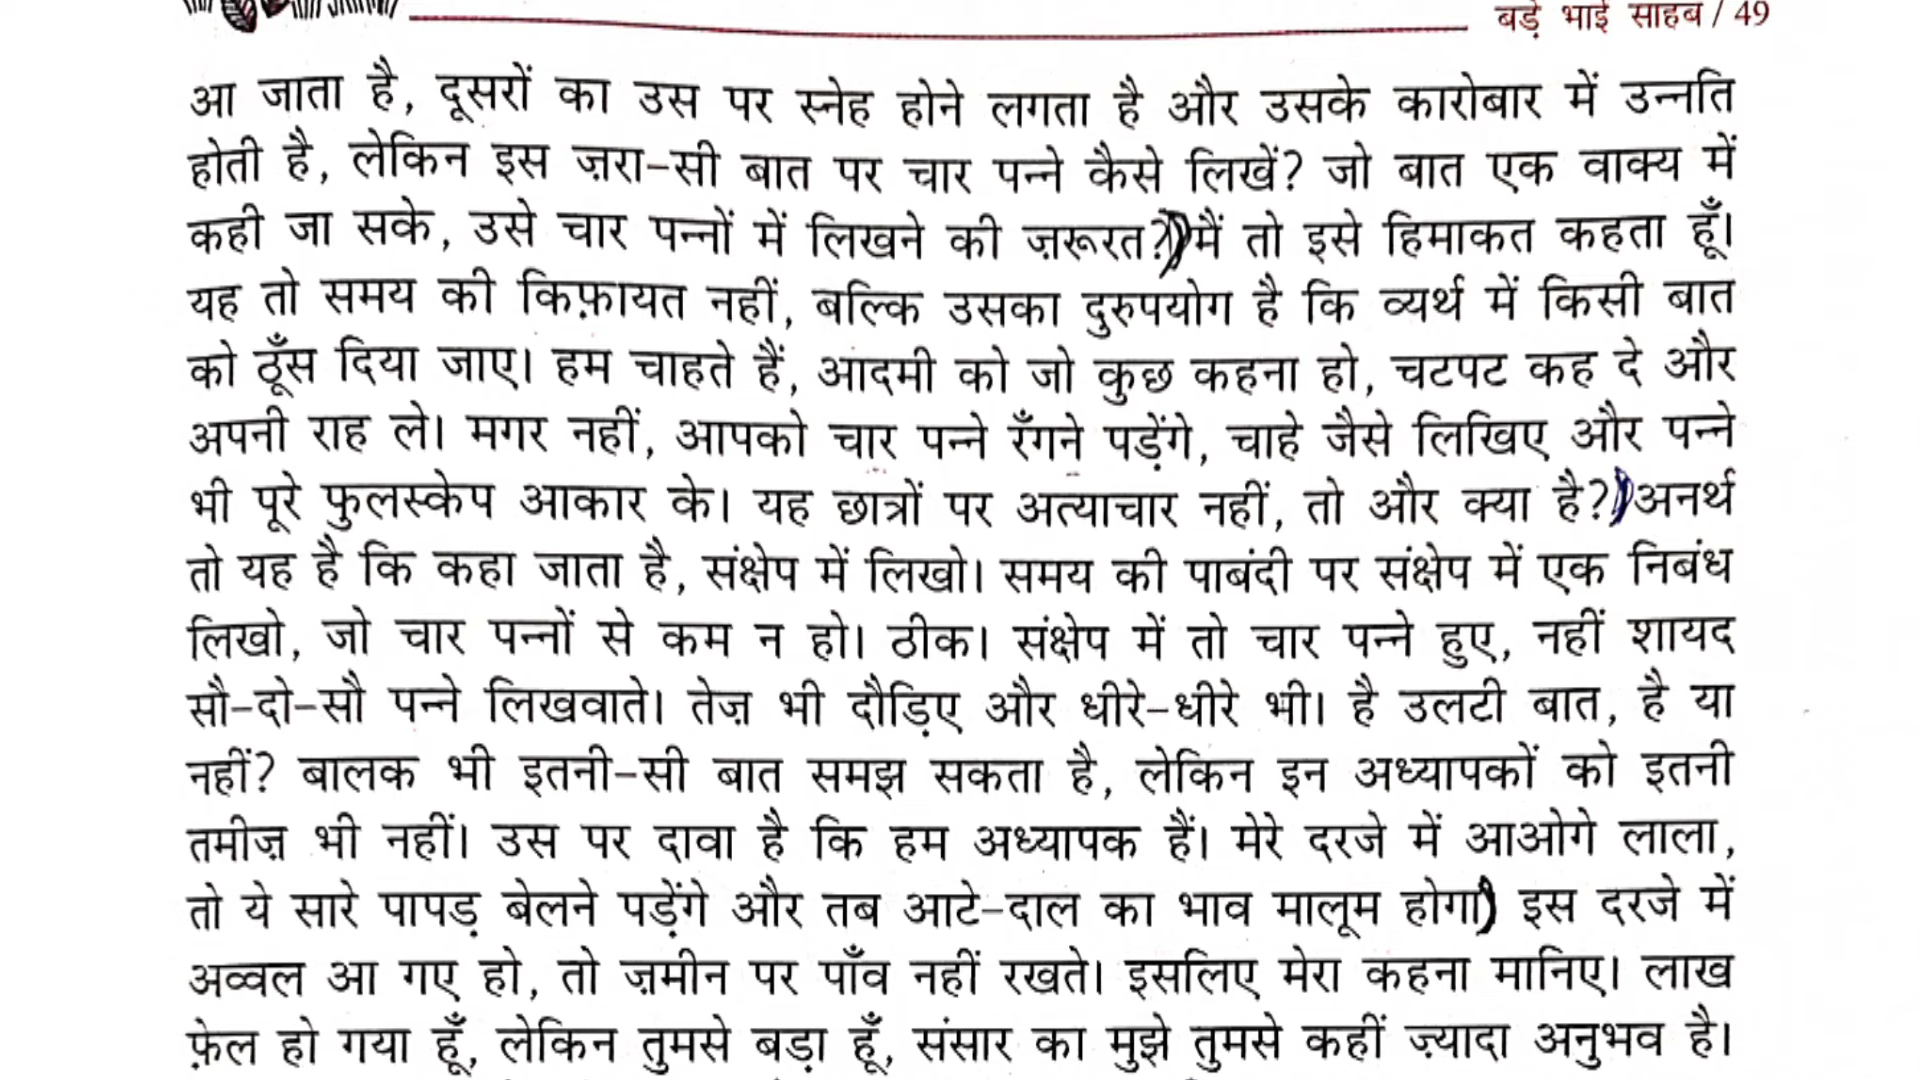 बड़े भाई साहब / 49
आ जाता है, दूसरों का उस पर स्नेह होने लगता है और उसके कारोबार में उन्नति
होती है, लेकिन इस ज़रा-सी बात पर चार पन्ने कैसे लिखें? जो बात एक वाक्य में
कही जा सके, उसे चार पन्नों में लिखने की ज़रूरत? मैं तो इसे हिमाकत कहता हूँ।
यह तो समय की किफ़ायत नहीं, बल्कि उसका दुरुपयोग है कि व्यर्थ में किसी बात
को ठूँस दिया जाए। हम चाहते हैं, आदमी को जो कुछ कहना हो, चटपट कह दे और
अपनी राह ले। मगर नहीं, आपको चार पन्ने रँगने पड़ेंगे, चाहे जैसे लिखिए और पन्ने
भी पूरे फुलस्केप आकार के। यह छात्रों पर अत्याचार नहीं, तो और क्या है? अनर्थ
तो यह है कि कहा जाता है, संक्षेप में लिखो। समय की पाबंदी पर संक्षेप में एक निबंध
लिखो, जो चार पन्नों से कम न हो। ठीक। संक्षेप में तो चार पन्ने हुए, नहीं शायद
सौ-दो-सौ पन्ने लिखवाते। तेज़ भी दौड़िए और धीरे-धीरे भी। है उलटी बात, है या
नहीं? बालक भी इतनी-सी बात समझ सकता है, लेकिन इन अध्यापकों को इतनी
तमीज़ भी नहीं। उस पर दावा है कि हम अध्यापक हैं। मेरे दरजे में आओगे लाला,
तो ये सारे पापड़ बेलने पड़ेंगे और तब आटे-दाल का भाव मालूम होगा) इस दरजे में
अव्वल आ गए हो, तो ज़मीन पर पाँव नहीं रखते। इसलिए मेरा कहना मानिए। लाख
फ़ेल हो गया हूँ, लेकिन तुमसे बड़ा हूँ, संसार का मुझे तुमसे कहीं ज़्यादा अनुभव है।